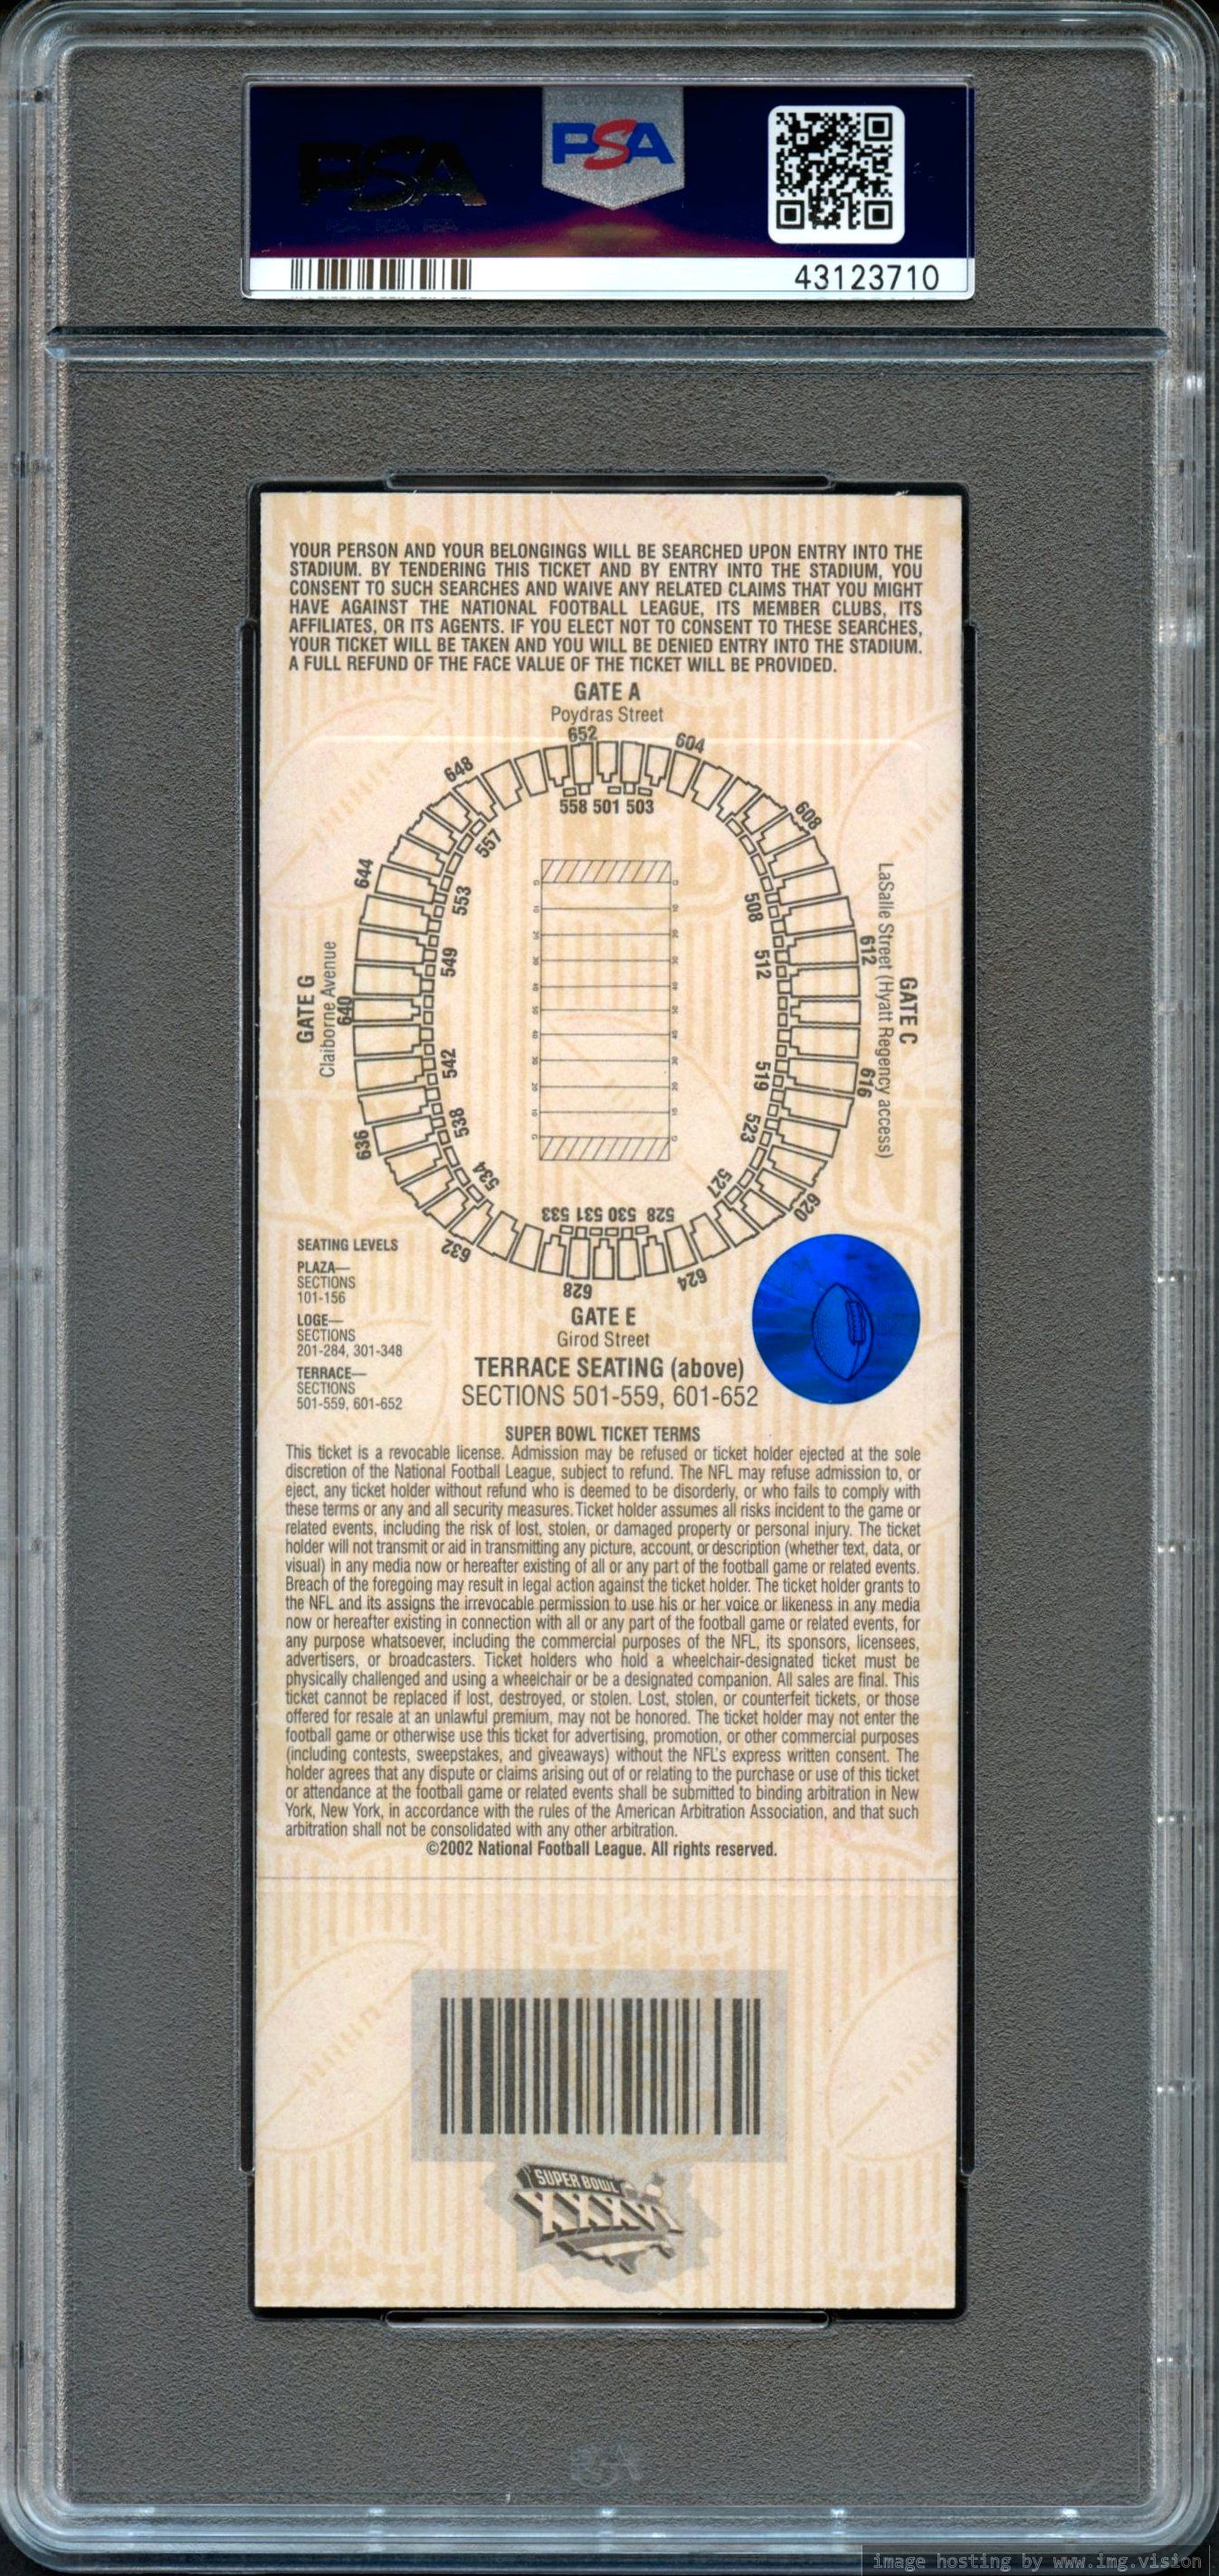 PSA
PSA
PSA PSA PSA
43123710
YOUR PERSON AND YOUR BELONGINGS WILL BE SEARCHED UPON ENTRY INTO THE
STADIUM. BY TENDERING THIS TICKET AND BY ENTRY INTO THE STADIUM, YOU
CONSENT TO SUCH SEARCHES AND WAIVE ANY RELATED CLAIMS THAT YOU MIGHT
HAVE AGAINST THE NATIONAL FOOTBALL LEAGUE, ITS MEMBER CLUBS, ITS
AFFILIATES, OR ITS AGENTS. IF YOU ELECT NOT TO CONSENT TO THESE SEARCHES,
YOUR TICKET WILL BE TAKEN AND YOU WILL BE DENIED ENTRY INTO THE STADIUM.
A FULL REFUND OF THE FACE VALUE OF THE TICKET WILL BE PROVIDED.
GATE A
Poydras Street
652
604
648
558 501 503
608
557
644
553
508
549
512
612
GATE C
LaSalle Street (Hyatt Regency access)
GATE G
Claiborne Avenue
640
542
519
616
538
523
636
534
527
620
533 531 530 528
632
628
624
GATE E
Girod Street
SEATING LEVELS
PLAZA—
SECTIONS
101-156
LOGE—
SECTIONS
201-284, 301-348
TERRACE—
SECTIONS
501-559, 601-652
TERRACE SEATING (above)
SECTIONS 501-559, 601-652
SUPER BOWL TICKET TERMS
This ticket is a revocable license. Admission may be refused or ticket holder ejected at the sole
discretion of the National Football League, subject to refund. The NFL may refuse admission to, or
eject, any ticket holder without refund who is deemed to be disorderly, or who fails to comply with
these terms or any and all security measures. Ticket holder assumes all risks incident to the game or
related events, including the risk of lost, stolen, or damaged property or personal injury. The ticket
holder will not transmit or aid in transmitting any picture, account, or description (whether text, data, or
visual) in any media now or hereafter existing of all or any part of the football game or related events.
Breach of the foregoing may result in legal action against the ticket holder. The ticket holder grants to
the NFL and its assigns the irrevocable permission to use his or her voice or likeness in any media
now or hereafter existing in connection with all or any part of the football game or related events, for
any purpose whatsoever, including the commercial purposes of the NFL, its sponsors, licensees,
advertisers, or broadcasters. Ticket holders who hold a wheelchair-designated ticket must be
physically challenged and using a wheelchair or be a designated companion. All sales are final. This
ticket cannot be replaced if lost, destroyed, or stolen. Lost, stolen, or counterfeit tickets, or those
offered for resale at an unlawful premium, may not be honored. The ticket holder may not enter the
football game or otherwise use this ticket for advertising, promotion, or other commercial purposes
(including contests, sweepstakes, and giveaways) without the NFL's express written consent. The
holder agrees that any dispute or claims arising out of or relating to the purchase or use of this ticket
or attendance at the football game or related events shall be submitted to binding arbitration in New
York, New York, in accordance with the rules of the American Arbitration Association, and that such
arbitration shall not be consolidated with any other arbitration.
©2002 National Football League. All rights reserved.
SUPER BOWL
XXXVI
PSA
image hosting by www.img.vision